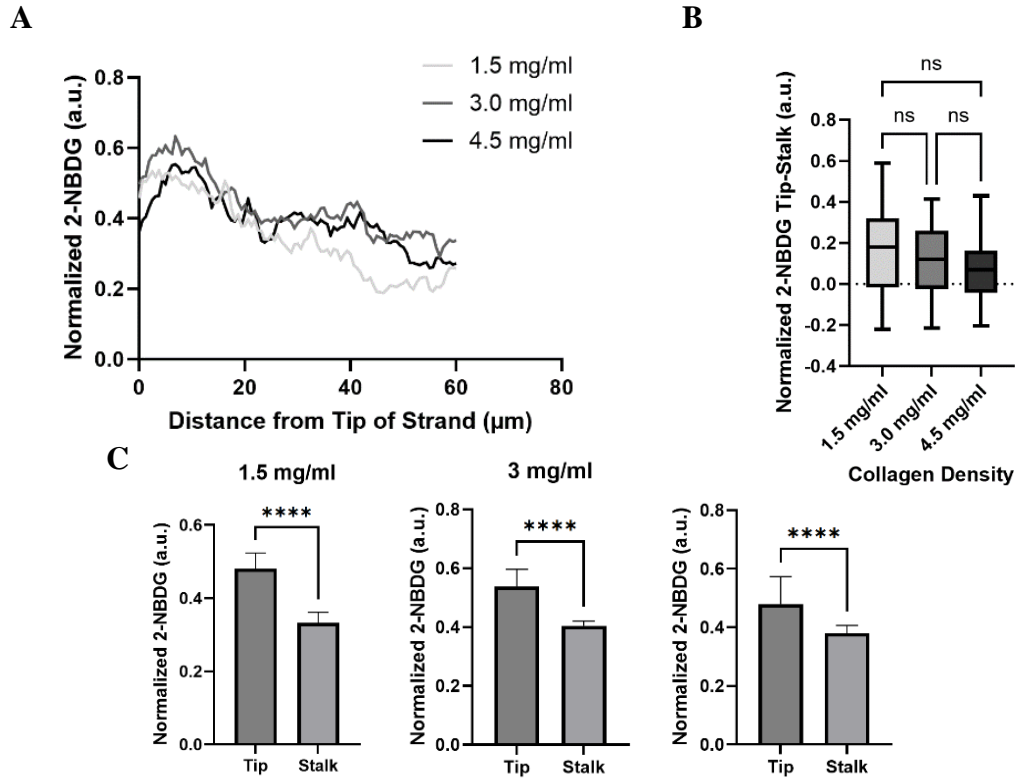 A
Normalized 2-NBDG (a.u.)
0.8
0.6
0.4
0.2
0.0
0
20
40
60
80
Distance from Tip of Strand (µm)
1.5 mg/ml
3.0 mg/ml
4.5 mg/ml
B
Normalized 2-NBDG Tip-Stalk (a.u.)
ns
ns
ns
0.8
0.6
0.4
0.2
0.0
-0.2
-0.4
1.5 mg/ml
3.0 mg/ml
4.5 mg/ml
Collagen Density
C
1.5 mg/ml
Normalized 2-NBDG (a.u.)
****
0.6
0.4
0.2
0.0
Tip
Stalk
3 mg/ml
Normalized 2-NBDG (a.u.)
****
0.8
0.6
0.4
0.2
0.0
Tip
Stalk
Normalized 2-NBDG (a.u.)
****
0.8
0.6
0.4
0.2
0.0
Tip
Stalk